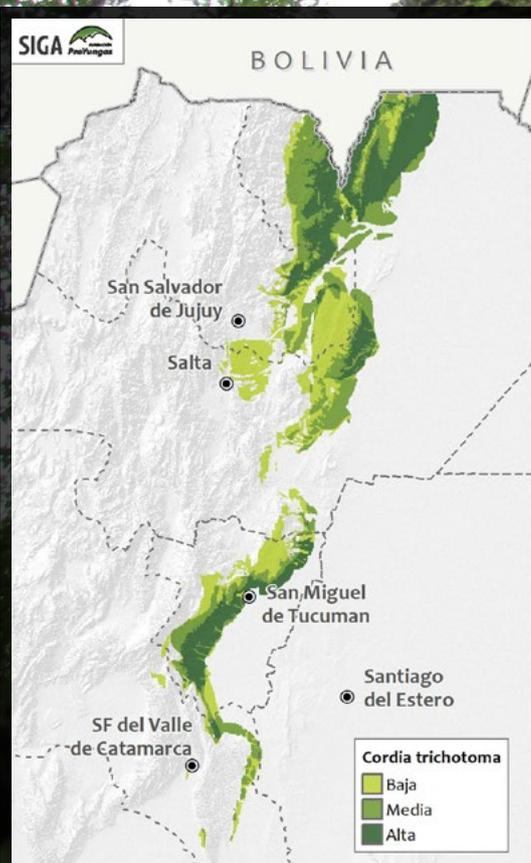 SIGA
FUNDACIÓN
ProYungas
BOLIVIA
San Salvador
de Jujuy
Salta
San Miguel
de Tucuman
Santiago
del Estero
SF del Valle
de Catamarca
Cordia trichotoma
Baja
Media
Alta